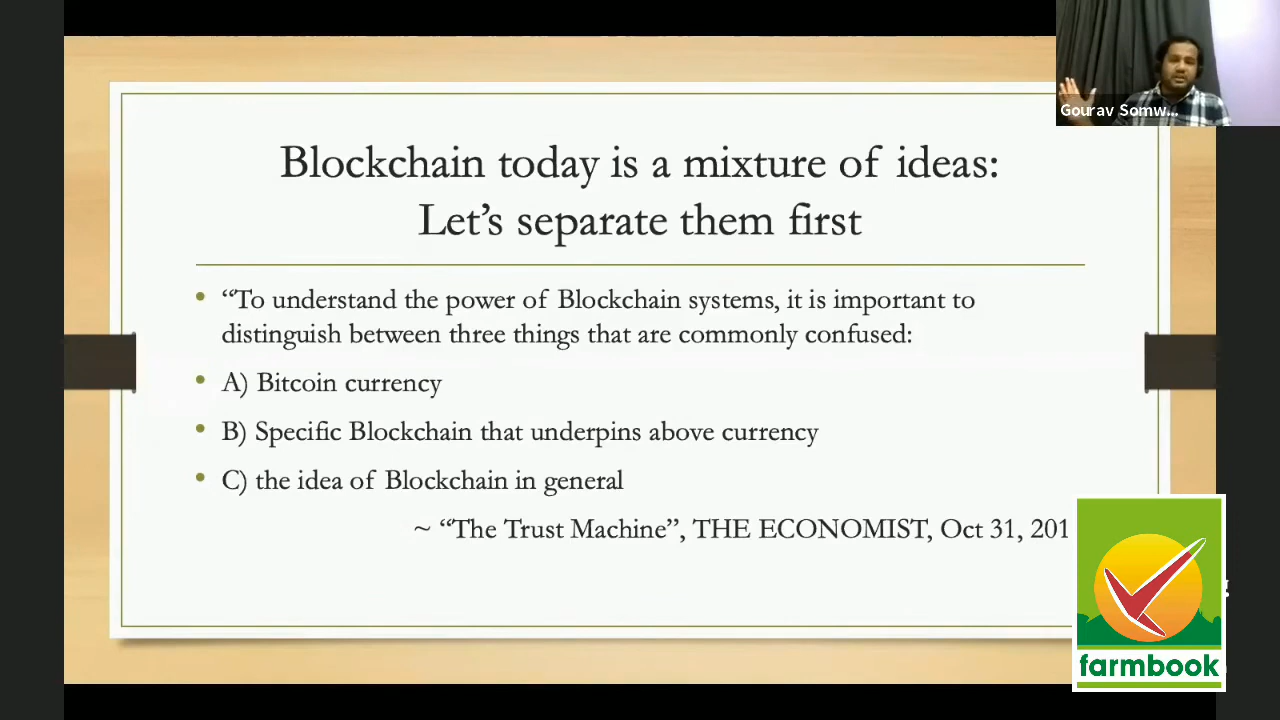 Gourav Somw...
Blockchain today is a mixture of ideas:
Let's separate them first
• “To understand the power of Blockchain systems, it is important to
distinguish between three things that are commonly confused:
• A) Bitcoin currency
• B) Specific Blockchain that underpins above currency
• C) the idea of Blockchain in general
~ “The Trust Machine”, THE ECONOMIST, Oct 31, 201
farmbook